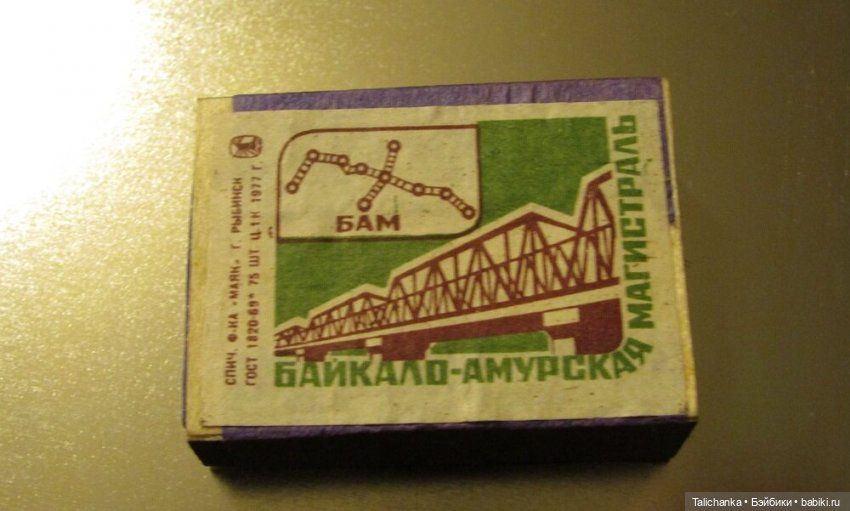 СПИЧ. Ф-КА «МАЯК» Г. РЫБИНСК
ГОСТ 1820-69* 75 ШТ Ц. 1 К 1977 Г.
БАМ
БАЙКАЛО-АМУРСКАЯ МАГИСТРАЛЬ
Talichanka • Бэйбики • babiki.ru